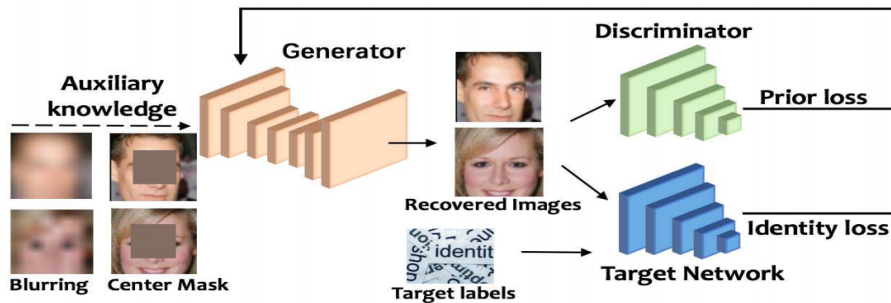 Auxiliary
knowledge
Generator
Discriminator
Prior loss
Recovered Images
Identity loss
identit
Blurring
Center Mask
Target labels
Target Network